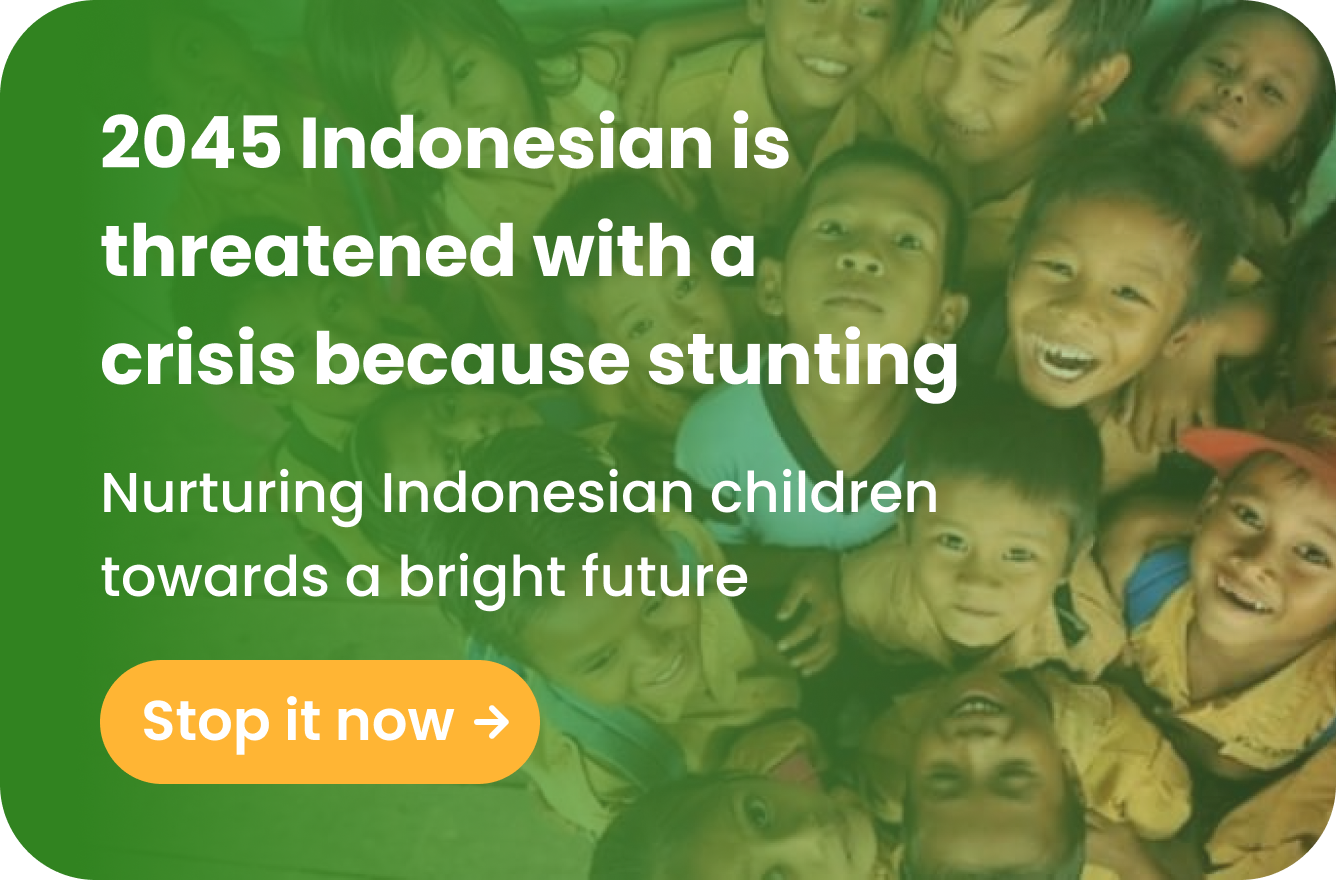 2045 Indonesian is
threatened with a
crisis because stunting
Nurturing Indonesian children
towards a bright future
Stop it now →